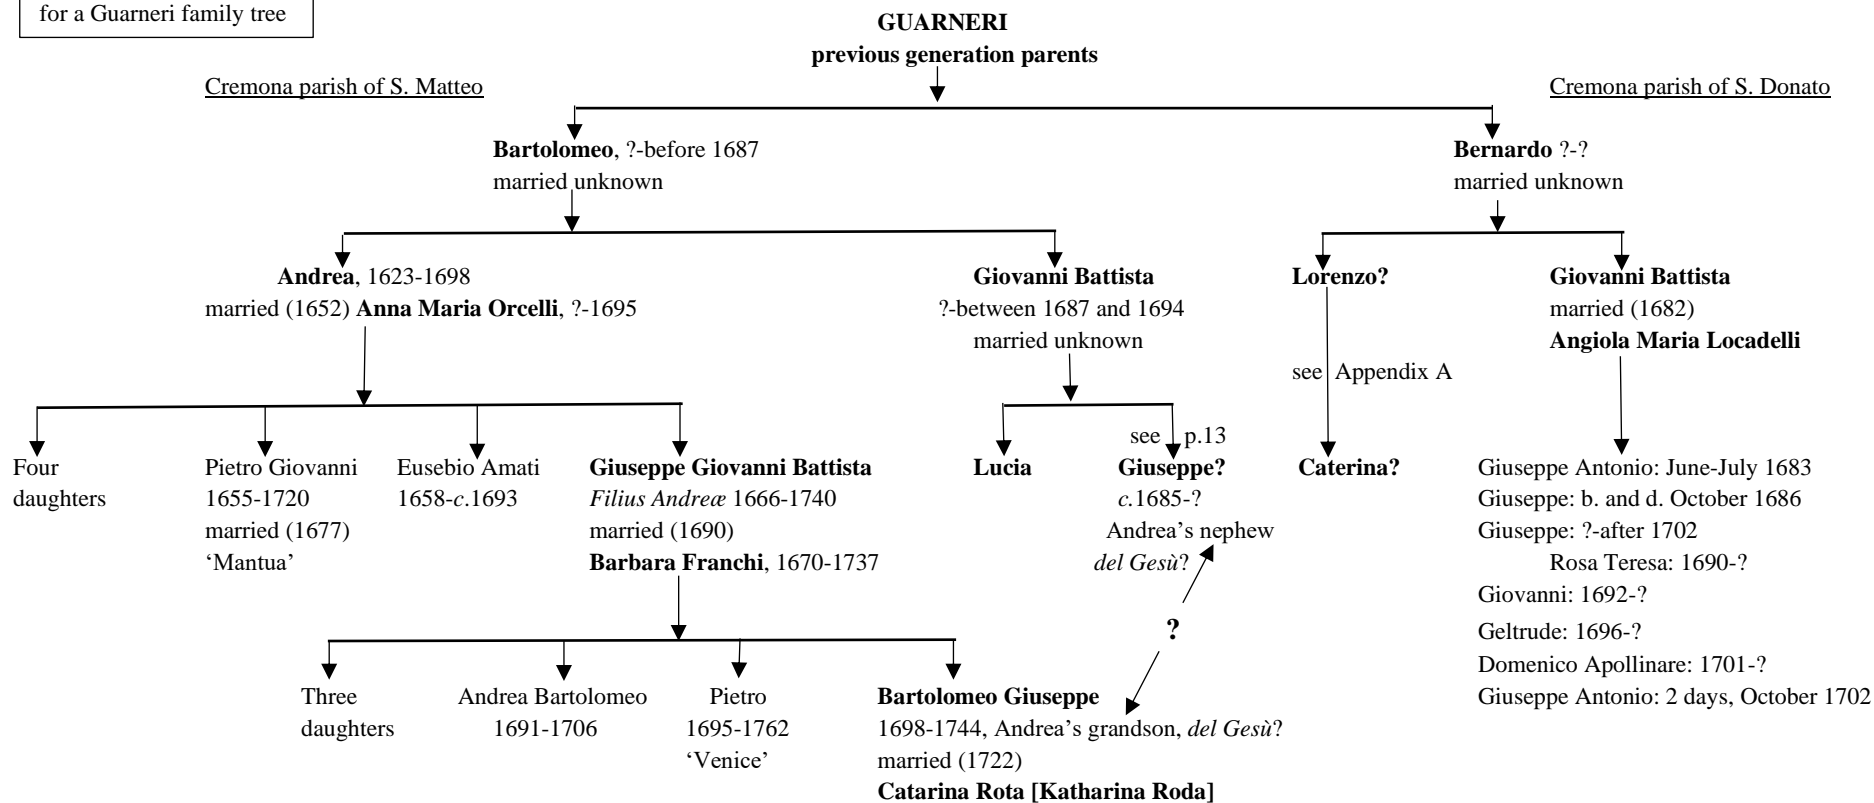 for a Guarneri family tree
GUARNERI
previous generation parents
Cremona parish of S. Matteo
Cremona parish of S. Donato
Bartolomeo, ?-before 1687
married unknown
Bernardo ?-?
married unknown
Andrea, 1623-1698
married (1652) Anna Maria Orcelli, ?-1695
Giovanni Battista
?-between 1687 and 1694
married unknown
Lorenzo?
see Appendix A
Giovanni Battista
married (1682)
Angiola Maria Locadelli
Four
daughters
Pietro Giovanni
1655-1720
married (1677)
‘Mantua’
Eusebio Amati
1658-c.1693
Giuseppe Giovanni Battista
Filius Andreæ 1666-1740
married (1690)
Barbara Franchi, 1670-1737
Lucia
see p.13
Giuseppe?
c.1685-?
Andrea’s nephew
del Gesù?
Caterina?
Giuseppe Antonio: June-July 1683
Giuseppe: b. and d. October 1686
Giuseppe: ?-after 1702
Rosa Teresa: 1690-?
Giovanni: 1692-?
Geltrude: 1696-?
Domenico Apollinare: 1701-?
Giuseppe Antonio: 2 days, October 1702
?
Three
daughters
Andrea Bartolomeo
1691-1706
Pietro
1695-1762
‘Venice’
Bartolomeo Giuseppe
1698-1744, Andrea’s grandson, del Gesù?
married (1722)
Catarina Rota [Katharina Roda]